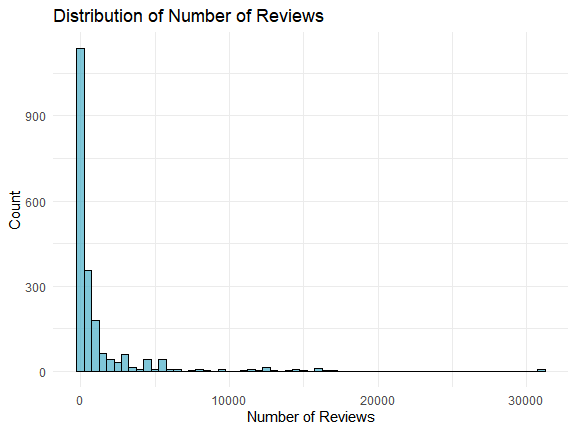 Distribution of Number of Reviews
Count
900
600
300
0
0 10000 20000 30000
Number of Reviews